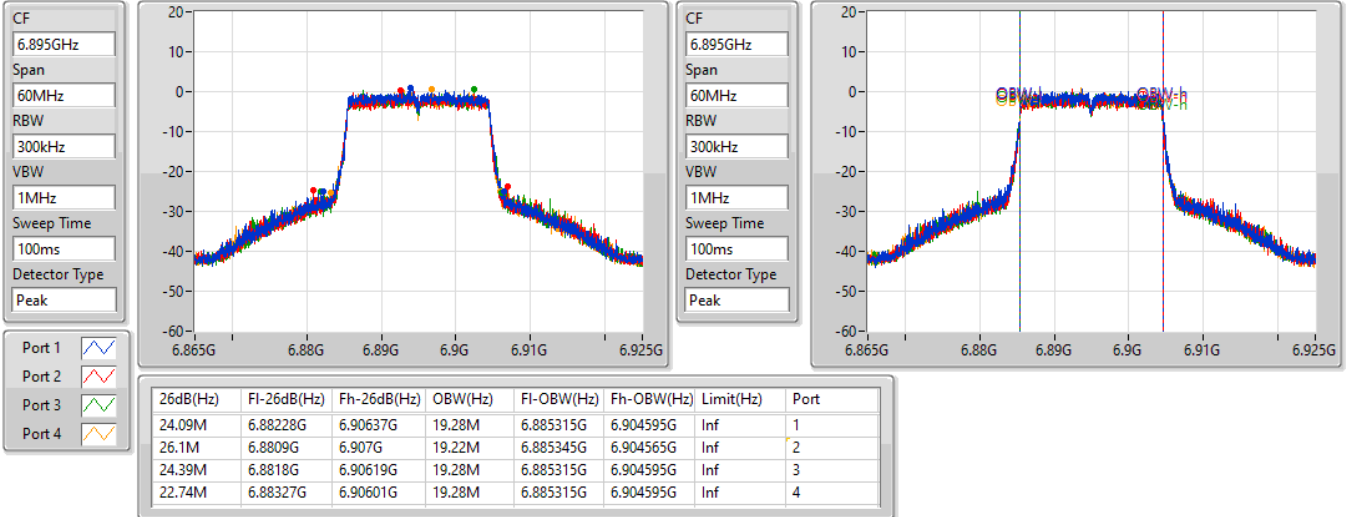 CF
6.895GHz
Span
60MHz
RBW
300kHz
VBW
1MHz
Sweep Time
100ms
Detector Type
Peak
Port 1
Port 2
Port 3
Port 4
20
10
0
-10
-20
-30
-40
-50
-60
6.865G 6.88G 6.89G 6.9G 6.91G 6.925G
CF
6.895GHz
Span
60MHz
RBW
300kHz
VBW
1MHz
Sweep Time
100ms
Detector Type
Peak
20
10
0
-10
-20
-30
-40
-50
-60
OBW-h
6.865G 6.88G 6.89G 6.9G 6.91G 6.925G
26dB(Hz) Fl-26dB(Hz) Fh-26dB(Hz) OBW(Hz) Fl-OBW(Hz) Fh-OBW(Hz) Limit(Hz) Port
24.09M 6.88228G 6.90637G 19.28M 6.885315G 6.904595G Inf 1
26.1M 6.8809G 6.907G 19.22M 6.885345G 6.904565G Inf 2
24.39M 6.8818G 6.90619G 19.28M 6.885315G 6.904595G Inf 3
22.74M 6.88327G 6.90601G 19.28M 6.885315G 6.904595G Inf 4